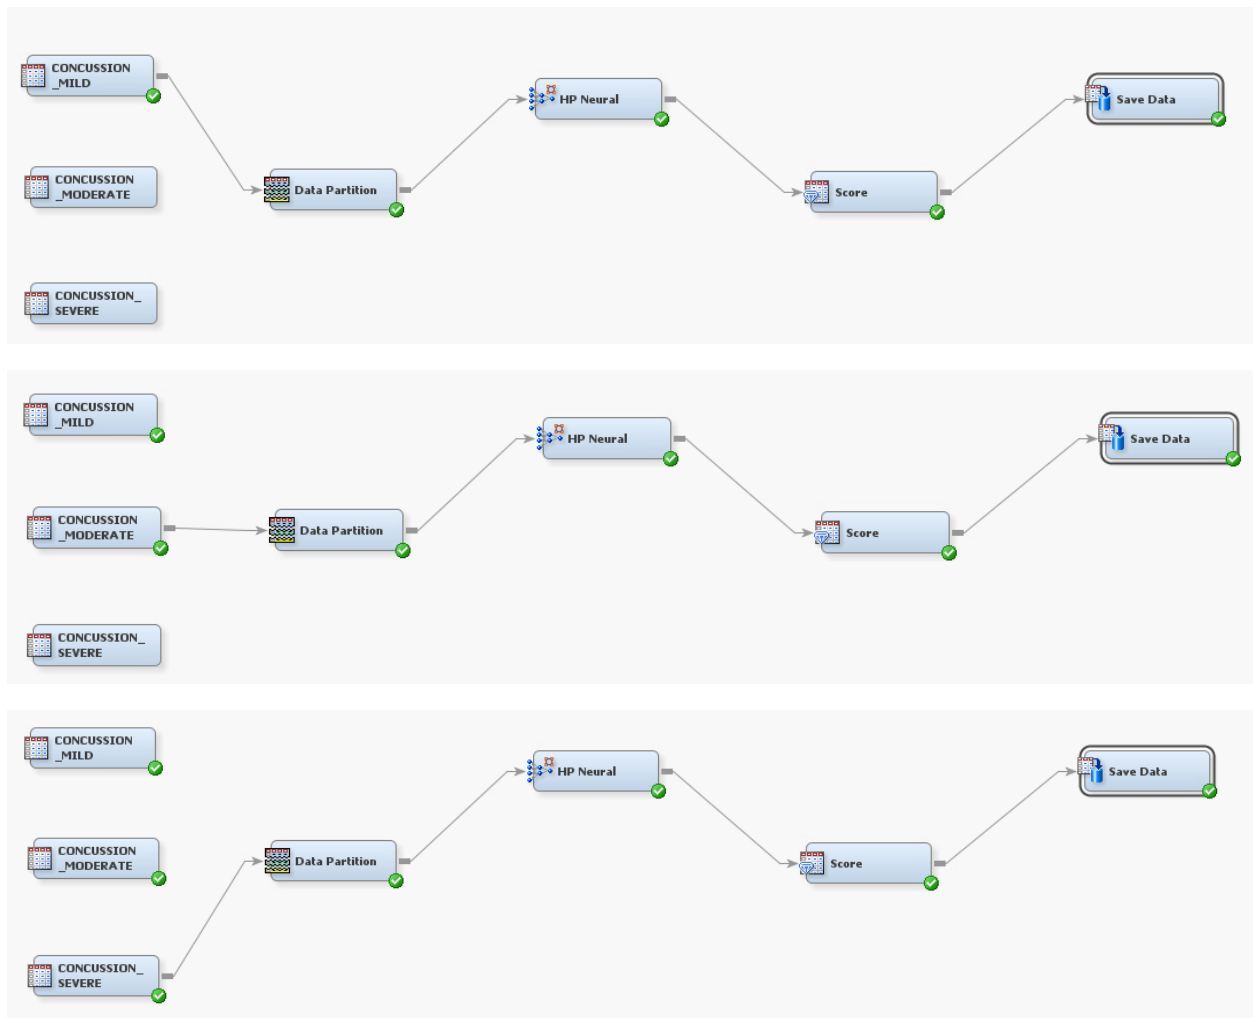 CONCUSSION
_MILD
HP Neural
Save Data
CONCUSSION
_MODERATE
Data Partition
Score
CONCUSSION_
SEVERE
CONCUSSION
_MILD
HP Neural
Save Data
CONCUSSION
_MODERATE
Data Partition
Score
CONCUSSION_
SEVERE
CONCUSSION
_MILD
HP Neural
Save Data
CONCUSSION
_MODERATE
Data Partition
Score
CONCUSSION_
SEVERE